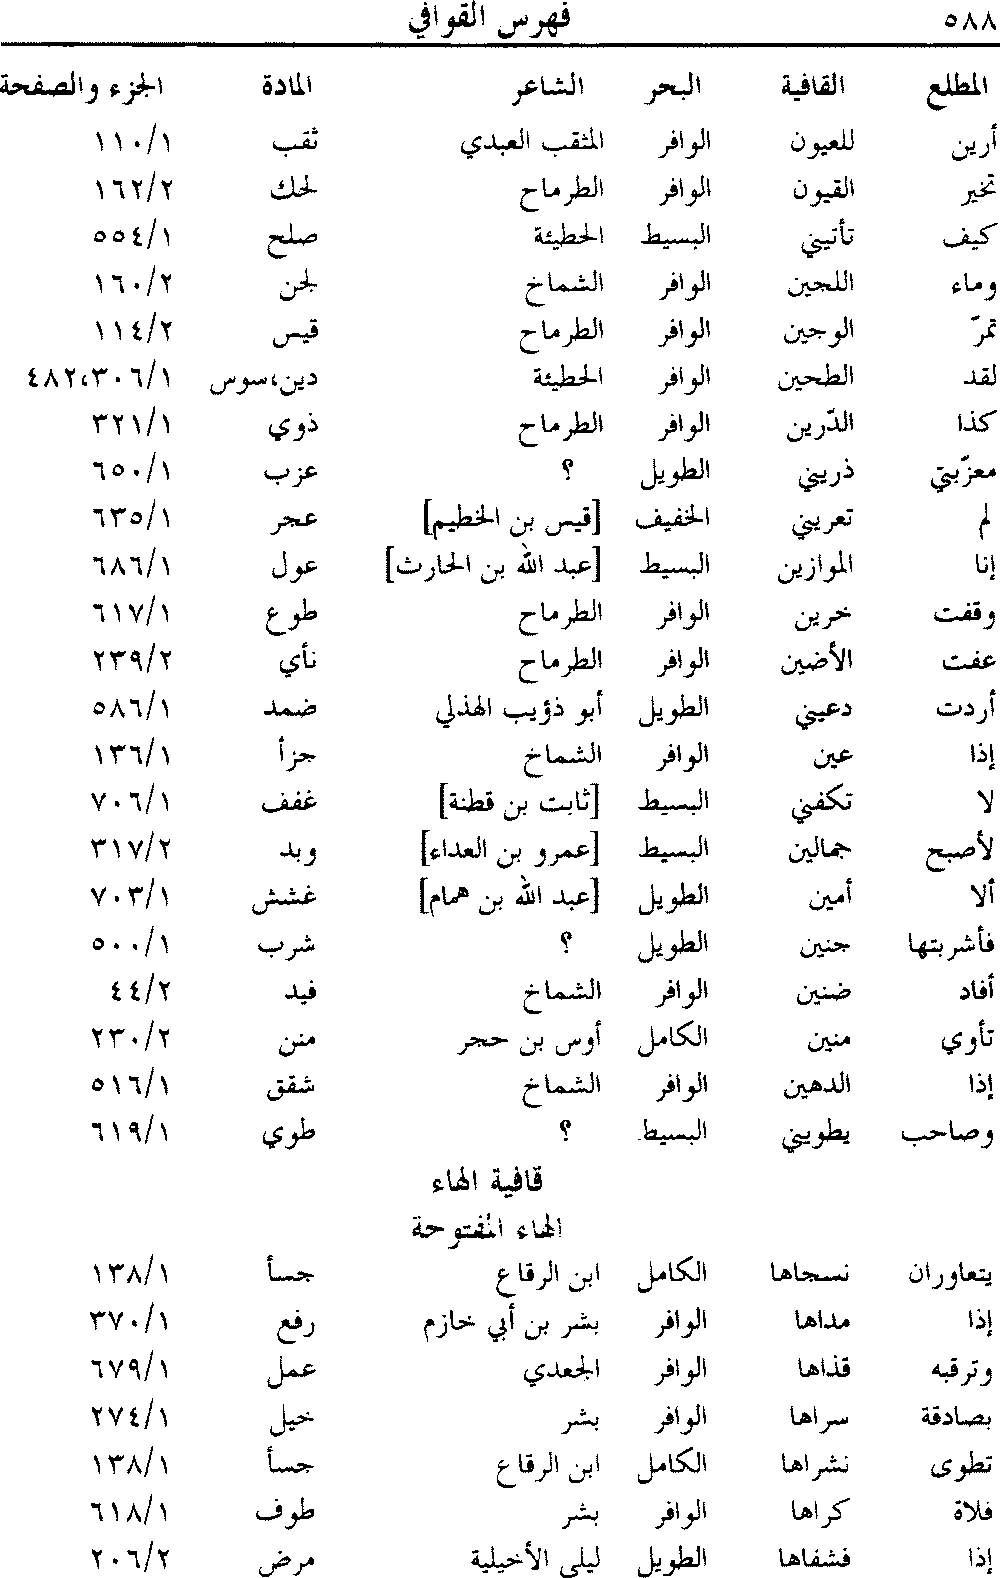 ٥٨٨ فهرس القوافي
المطلع القافية البحر الشاعر المادة الجزء والصفحة
أرين للعيون الوافر المثقب العبدي ثقب ١١٠/١
تخير القيون الوافر الطرماح لحك ١٦٢/٢
كيف تأتيني البسيط الحطيئة صلح ٥٥٤/١
وماء اللجين الوافر الشماخ لجن ١٦٠/٢
تمرّ الوجين الوافر الطرماح قيس ١١٤/٢
لقد الطحين الوافر الحطيئة دين،سوس ٤٨٢،٣٠٦/١
كذا الدّرين الوافر الطرماح ذوي ٣٢١/١
معزّبتي ذريني الطويل ؟ عزب ٦٥٠/١
لم تعريني الخفيف [قيس بن الخطيم] عجر ٦٣٥/١
إنا الموازين البسيط [عبد الله بن الحارث] عول ٦٨٦/١
وقفت خرين الوافر الطرماح طوع ٦١٧/١
عفت الأضين الوافر الطرماح نأي ٢٣٩/٢
أردت دعيني الطويل أبو ذؤيب الهذلي ضمد ٥٨٦/١
إذا عين الوافر الشماخ جزأ ١٣٦/١
لا تكفني البسيط [ثابت بن قطنة] غفف ٧٠٦/١
لأصبح جمالين البسيط [عمرو بن العداء] وبد ٣١٧/٢
ألا أمين الطويل [عبد الله بن همام] غشش ٧٠٣/١
فأشربتها جنين الطويل ؟ شرب ٥٠٠/١
أفاد ضنين الوافر الشماخ فيد ٤٤/٢
تأوي منين الكامل أوس بن حجر منن ٢٣٠/٢
إذا الدهين الوافر الشماخ شقق ٥١٦/١
وصاحب يطويني البسيط ؟ طوي ٦١٩/١
قافية الهاء
الهاء المفتوحة
يتعاوران نسجاها الكامل ابن الرقاع جسأ ١٣٨/١
إذا مداها الوافر بشر بن أبي خازم رفع ٣٧٠/١
وترقبه قذاها الوافر الجعدي عمل ٦٧٩/١
بصادقة سراها الوافر بشر خيل ٢٧٤/١
تطوى نشراها الكامل ابن الرقاع جسأ ١٣٨/١
فلاة كراها الوافر بشر طوف ٦١٨/١
إذا فشفاها الطويل ليلى الأخيلية مرض ٢٠٦/٢